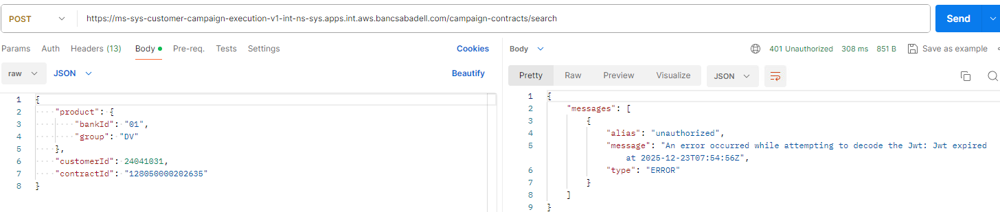 POST https://ms-sys-customer-campaign-execution-v1-int-ns-sys.apps.int.aws.bancsabadell.com/campaign-contracts/search Send
Params Auth Headers (13) Body Pre-req. Tests Settings Cookies
raw JSON Beautify
1 {
2 "product": {
3 "bankId": "01",
4 "group": "DV"
5 },
6 "customerId": 24041031,
7 "contractId": "128050000202635"
8 }
Body 401 Unauthorized 308 ms 851 B Save as example
Pretty Raw Preview Visualize JSON
1 {
2 "messages": [
3 {
4 "alias": "unauthorized",
5 "message": "An error occurred while attempting to decode the Jwt: Jwt expired
at 2025-12-23T07:54:56Z",
6 "type": "ERROR"
7 }
8 ]
9 }